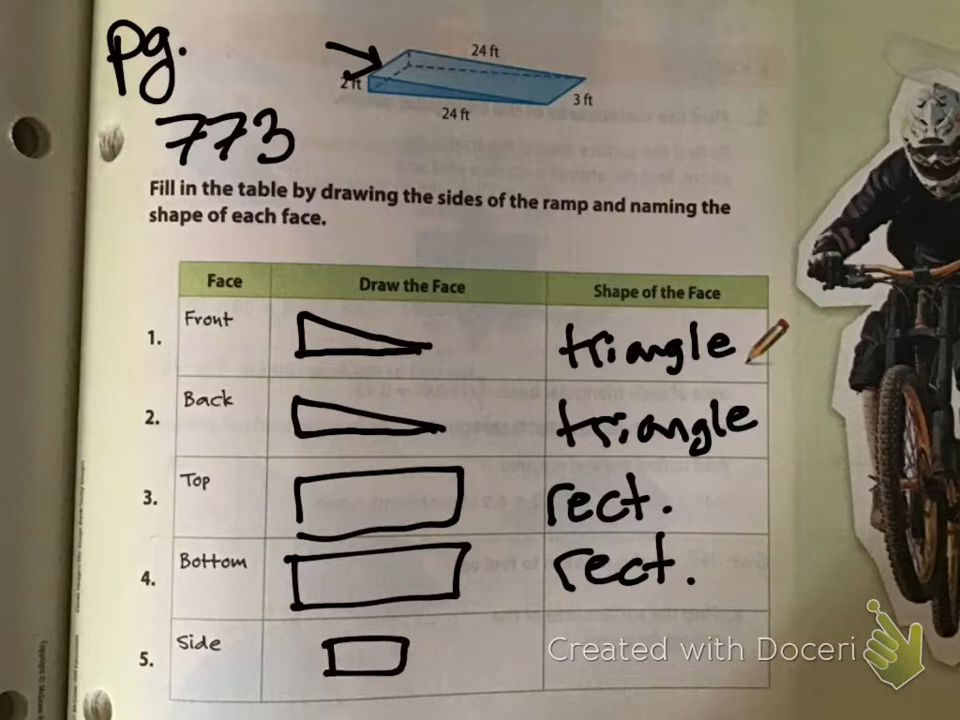 pg.
773
24 ft
2 ft
3 ft
24 ft
Fill in the table by drawing the sides of the ramp and naming the
shape of each face.
Face Draw the Face Shape of the Face
1. Front triangle
2. Back triangle
3. Top rect.
4. Bottom rect.
5. Side
Created with Doceri